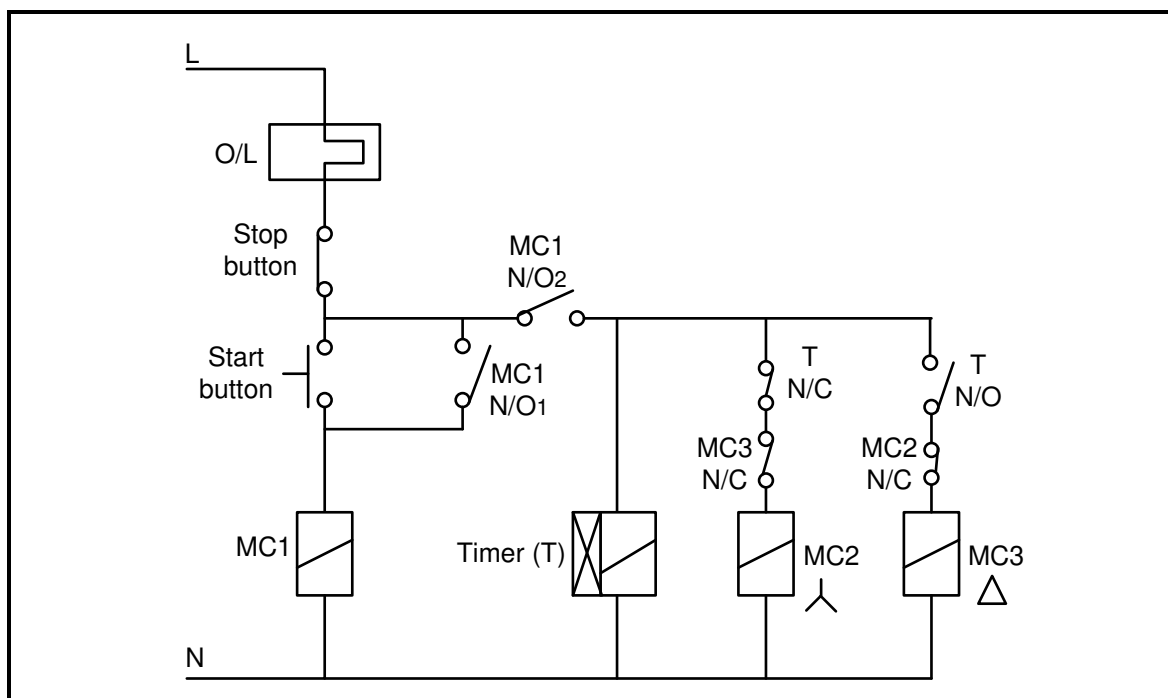 L
O/L
Stop
button
MC1
N/O2
Start
button
MC1
N/O1
T
N/C
T
N/O
MC3
N/C
MC2
N/C
MC1
Timer (T)
MC2
MC3
N